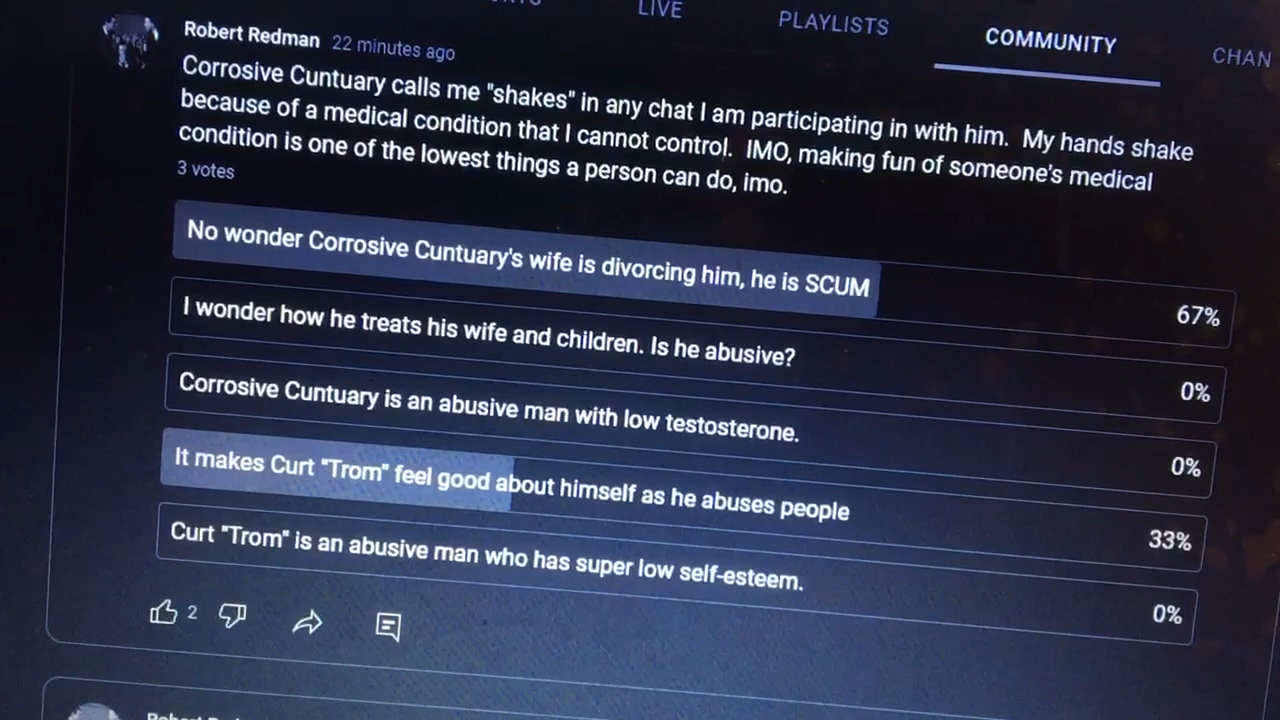 LIVE
PLAYLISTS
COMMUNITY
CHAN
Robert Redman 22 minutes ago
Corrosive Cuntuary calls me "shakes" in any chat I am participating in with him. My hands shake
because of a medical condition that I cannot control. IMO, making fun of someone's medical
condition is one of the lowest things a person can do, imo.
3 votes
No wonder Corrosive Cuntuary's wife is divorcing him, he is SCUM
67%
I wonder how he treats his wife and children. Is he abusive?
0%
Corrosive Cuntuary is an abusive man with low testosterone.
0%
It makes Curt "Trom" feel good about himself as he abuses people
33%
Curt "Trom" is an abusive man who has super low self-esteem.
0%
2